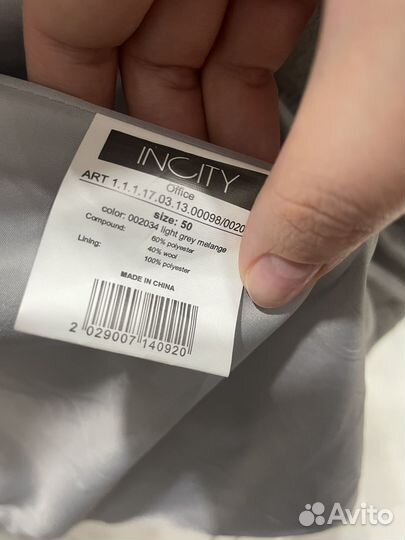 INCITY
Office
ART 1.1.1.17.03.13.00098/0020
size: 50
color: 002034 light grey melange
Compound: 60% polyester
40% wool
Lining: 100% polyester
MADE IN CHINA
2 029007 140920
Avito